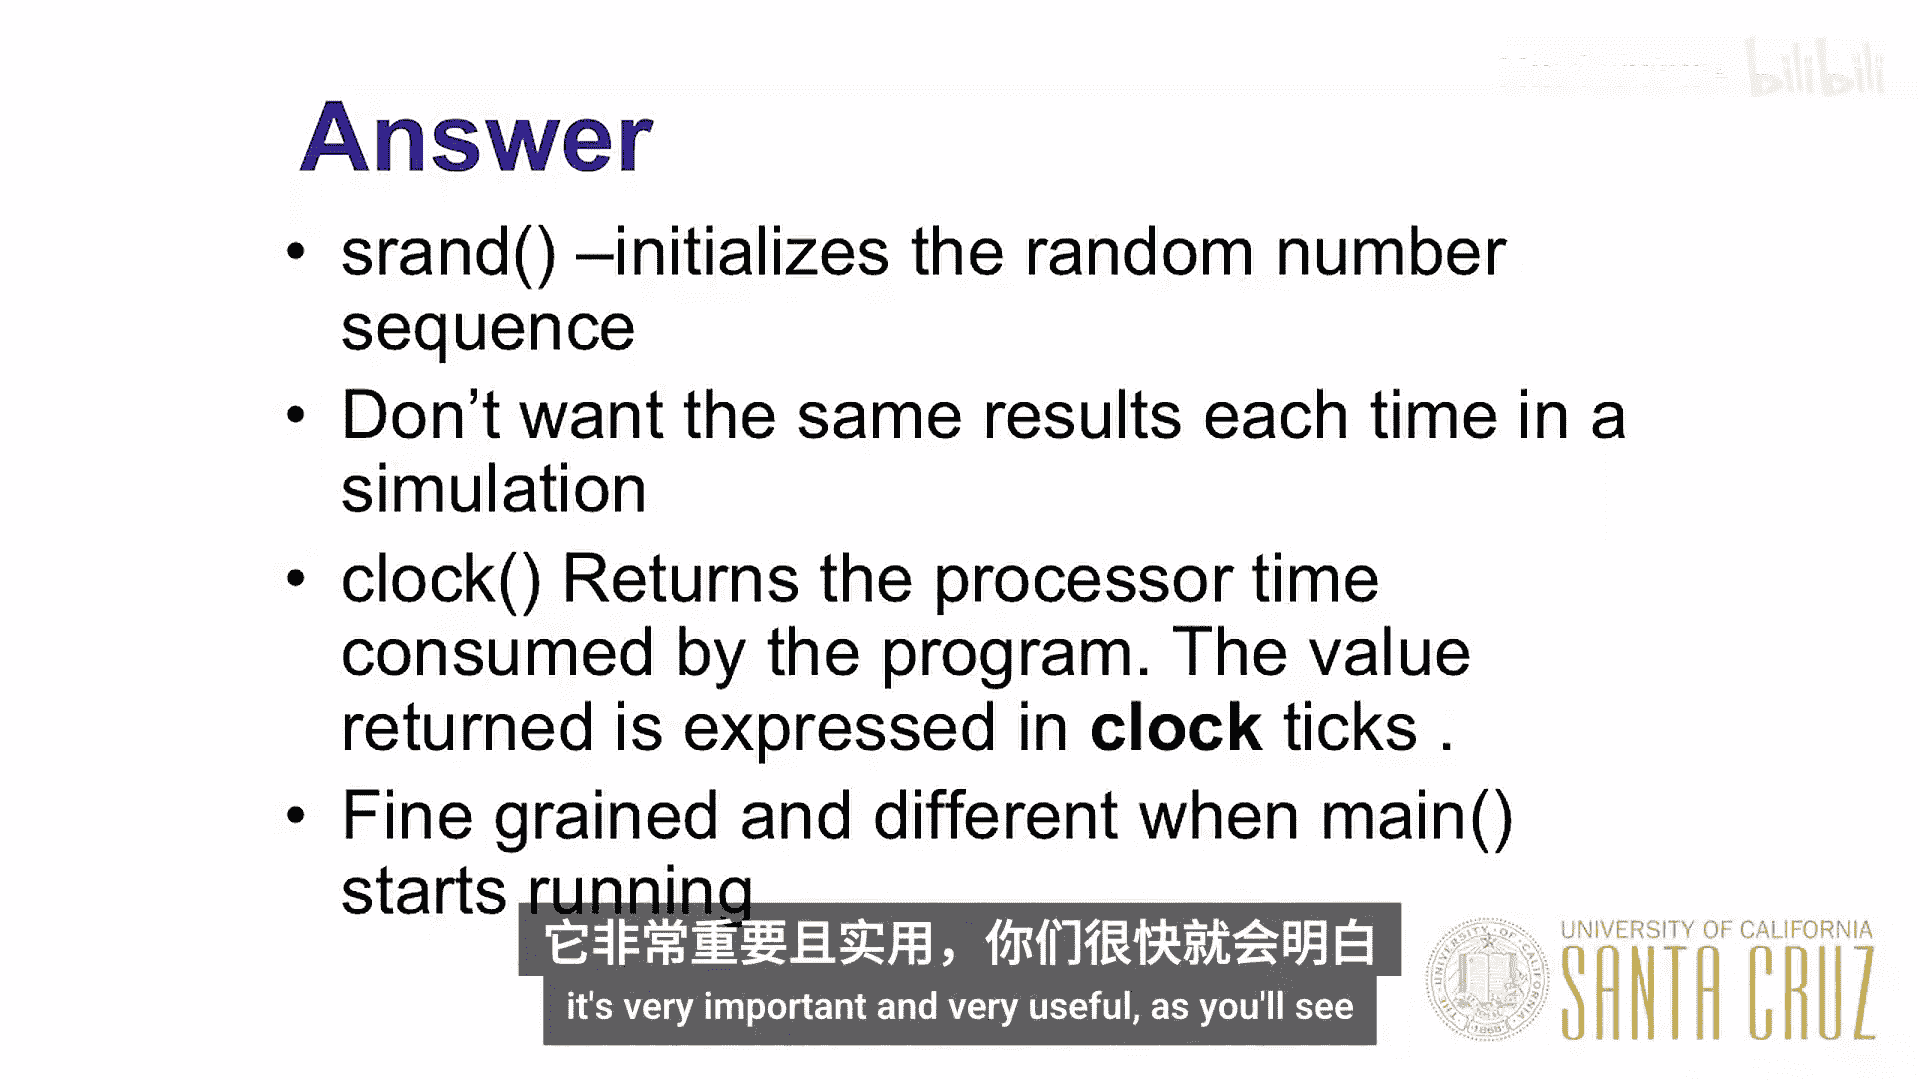 bilibili
Answer
• srand() –initializes the random number
sequence
• Don’t want the same results each time in a
simulation
• clock() Returns the processor time
consumed by the program. The value
returned is expressed in clock ticks .
• Fine grained and different when main()
starts running
它非常重要且实用，你们很快就会明白
it's very important and very useful, as you'll see
UNIVERSITY OF CALIFORNIA
SANTA CRUZ
1868